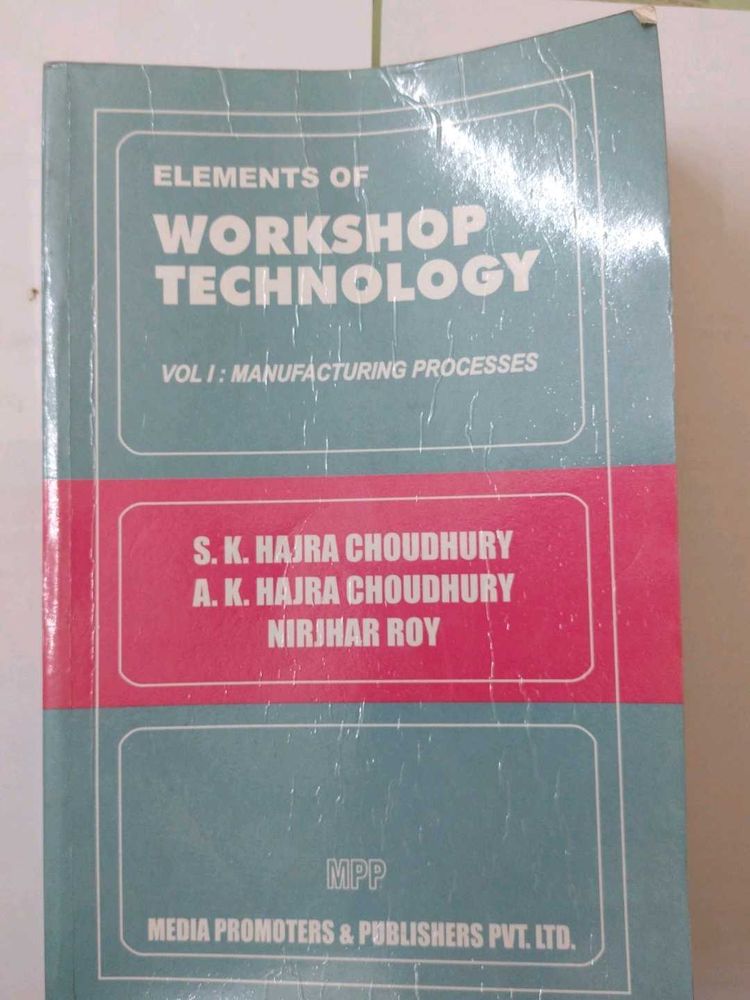 ELEMENTS OF
WORKSHOP
TECHNOLOGY
VOL I : MANUFACTURING PROCESSES
S. K. HAJRA CHOUDHURY
A. K. HAJRA CHOUDHURY
NIRJHAR ROY
MPP
MEDIA PROMOTERS & PUBLISHERS PVT. LTD.